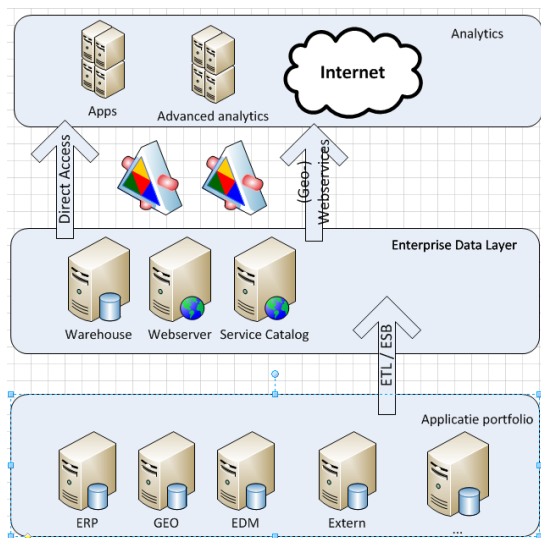 Analytics
Internet
Apps
Advanced analytics
Direct Access
(Geo-)
Webservices
Enterprise Data Layer
Warehouse
Webserver
Service Catalog
ETL / ESB
Applicatie portfolio
ERP
GEO
EDM
Extern
...